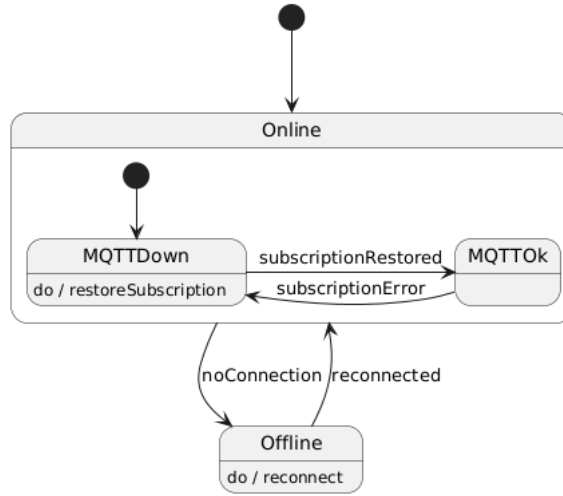 Online
MQTTDown
do / restoreSubscription
subscriptionRestored
subscriptionError
MQTTOk
noConnection
reconnected
Offline
do / reconnect